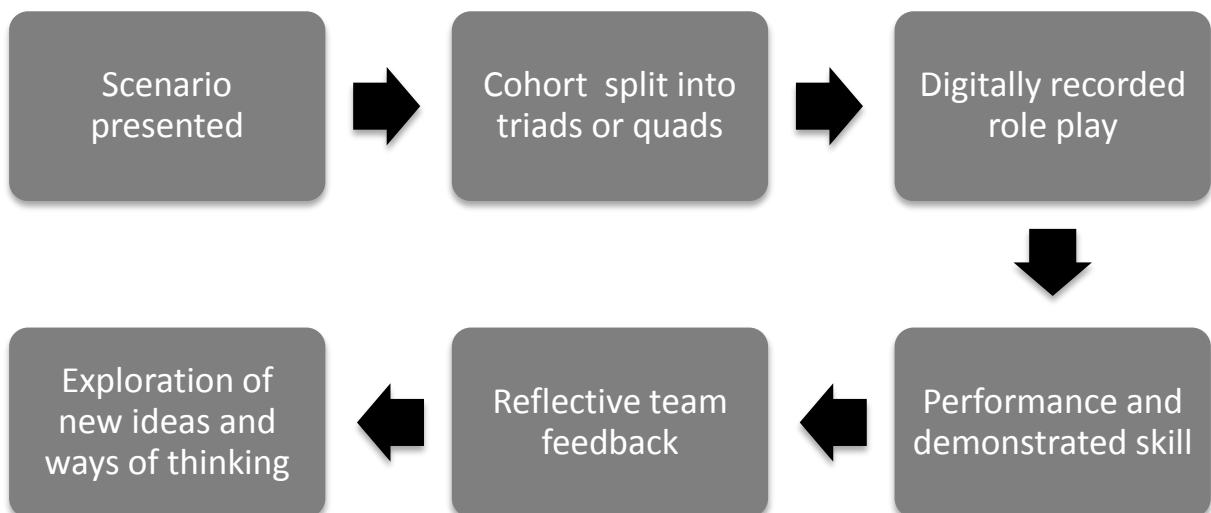 Scenario
presented
Cohort split into
triads or quads
Digitally recorded
role play
Performance and
demonstrated skill
Reflective team
feedback
Exploration of
new ideas and
ways of thinking